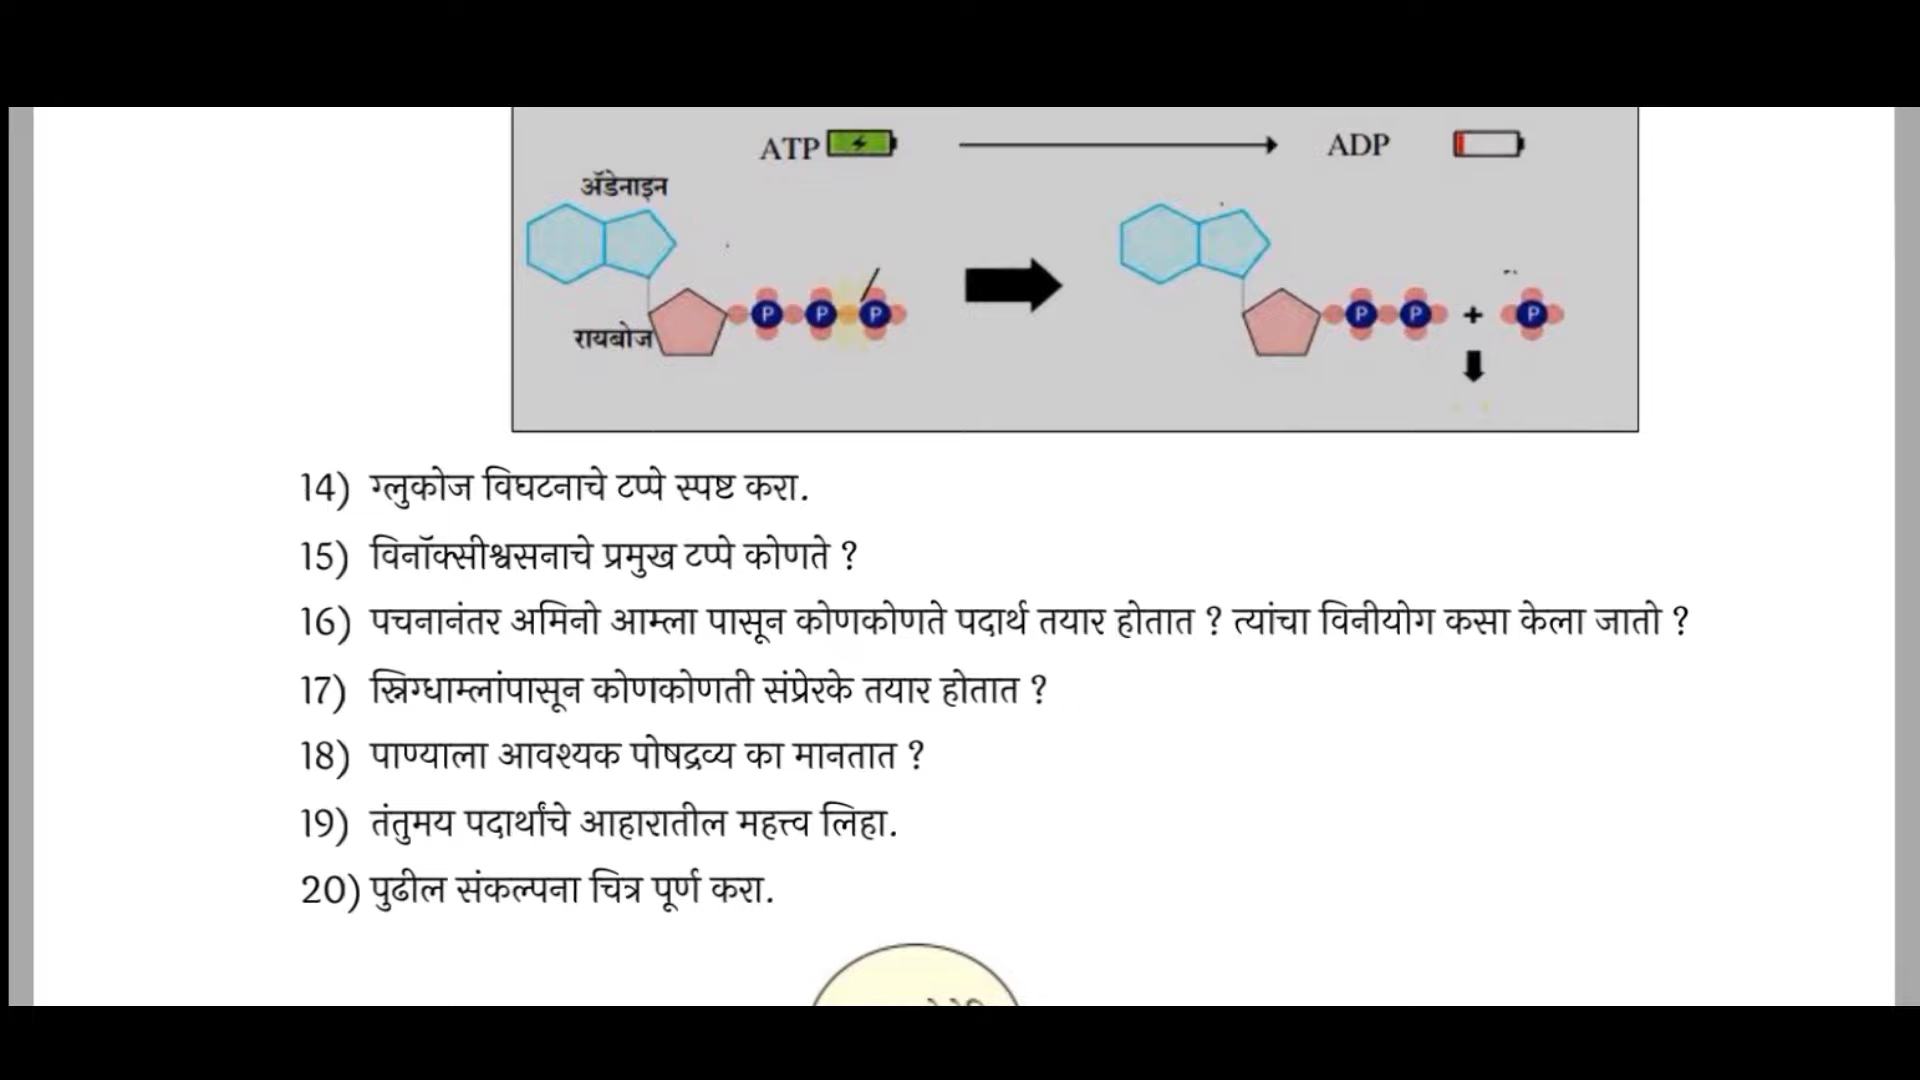 ATP ADP
ॲडेनाइन
रायबोज P P P P P + P
14) ग्लुकोज विघटनाचे टप्पे स्पष्ट करा.
15) विनॉक्सीश्वसनाचे प्रमुख टप्पे कोणते ?
16) पचनानंतर अमिनो आम्ला पासून कोणकोणते पदार्थ तयार होतात ? त्यांचा विनीयोग कसा केला जातो ?
17) स्निग्धाम्लांपासून कोणकोणती संप्रेरके तयार होतात ?
18) पाण्याला आवश्यक पोषद्रव्य का मानतात ?
19) तंतुमय पदार्थांचे आहारातील महत्त्व लिहा.
20) पुढील संकल्पना चित्र पूर्ण करा.